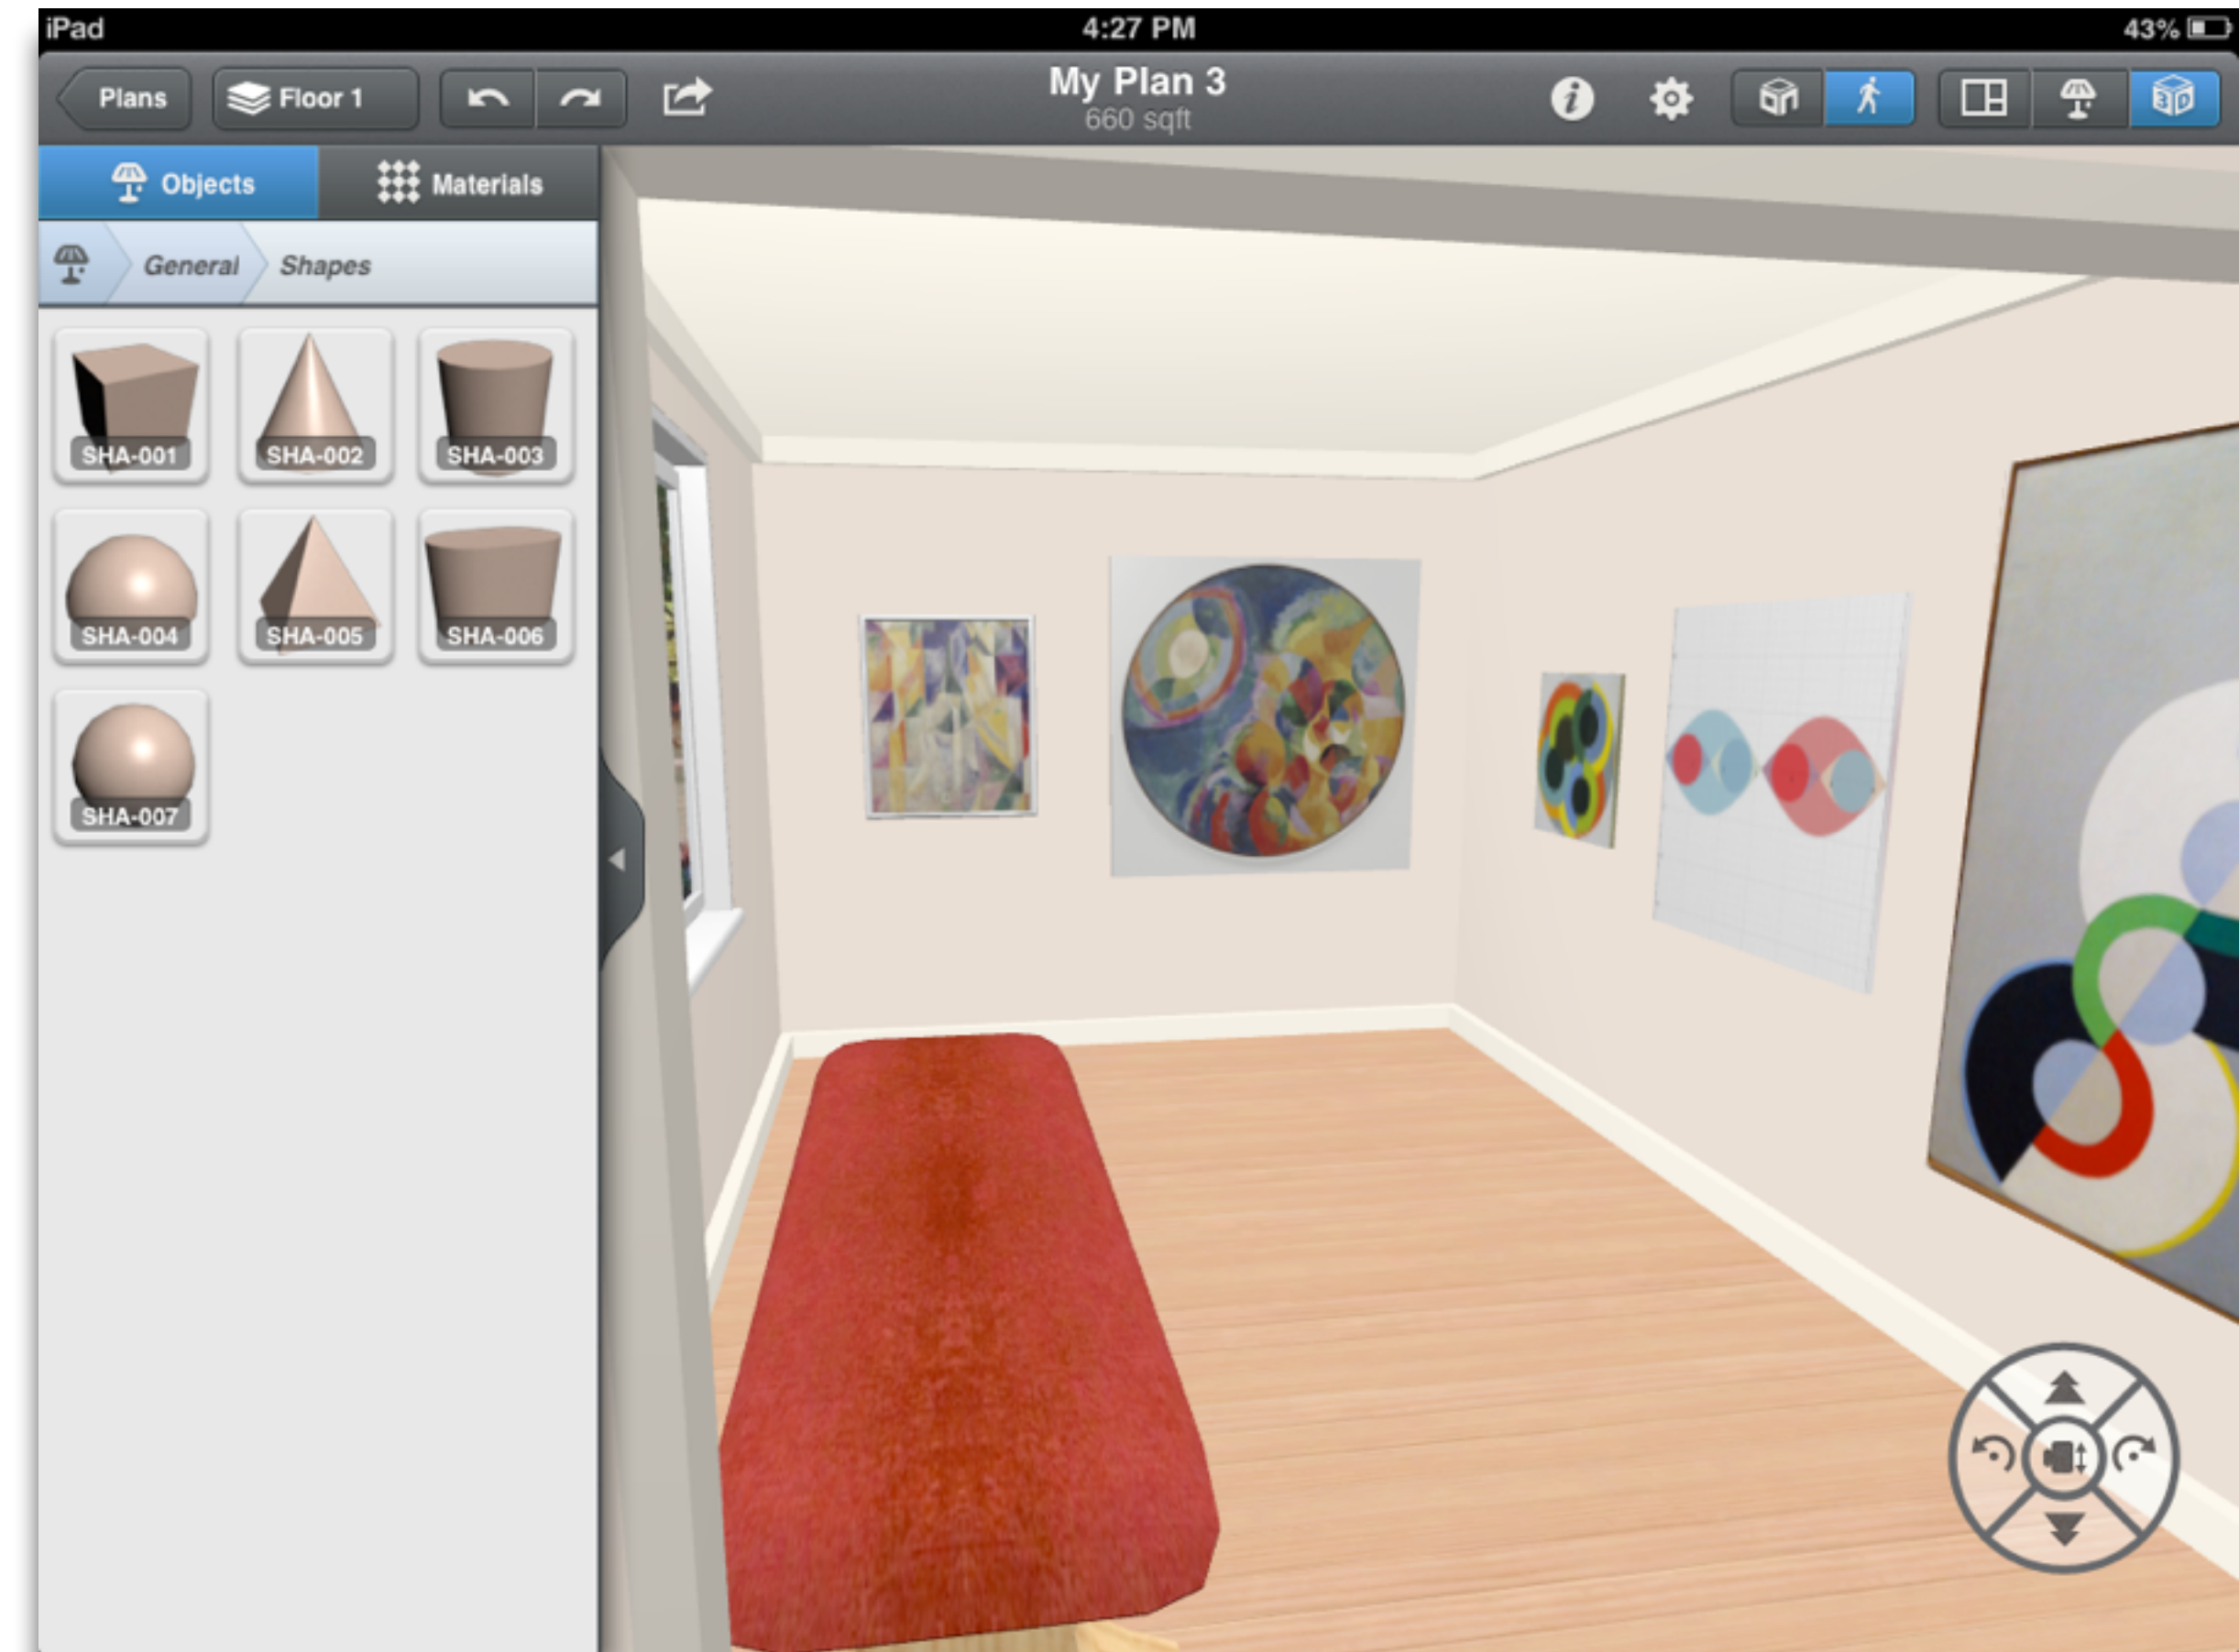 iPad
4:27 PM
43%
Plans
Floor 1
My Plan 3
660 sqft
3D
Objects
Materials
General
Shapes
SHA-001
SHA-002
SHA-003
SHA-004
SHA-005
SHA-006
SHA-007